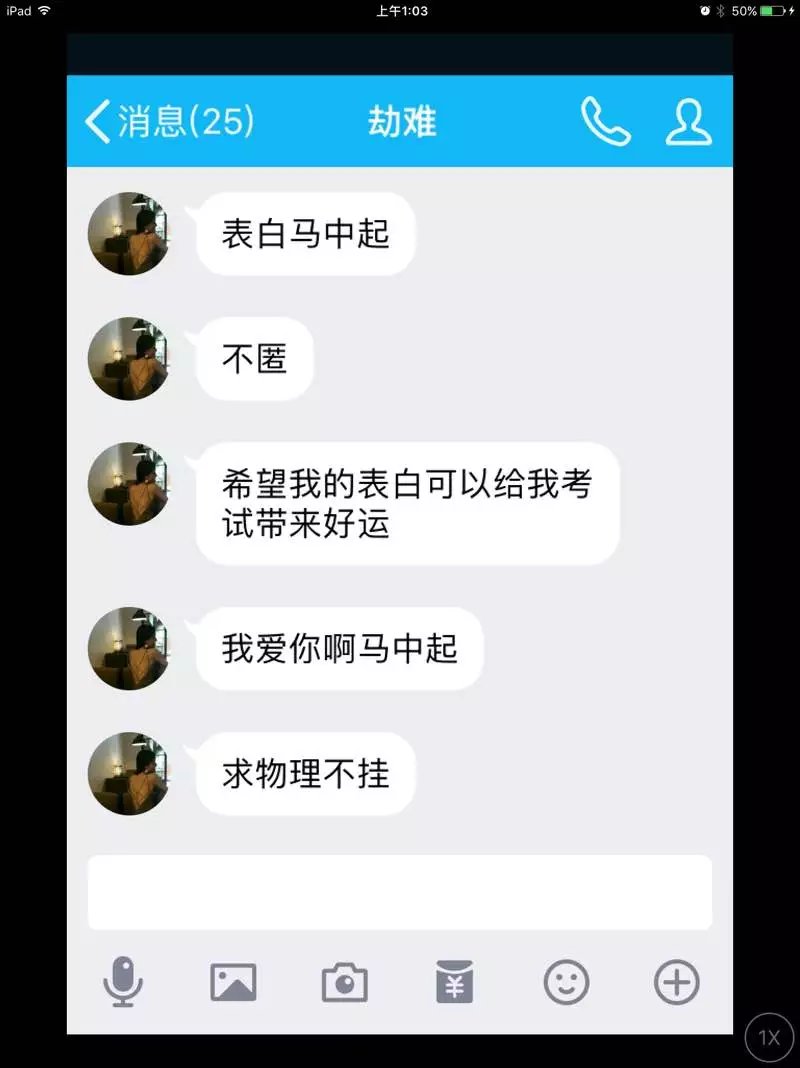 iPad 上午1:03 50%
消息(25) 劫难
表白马中起
不匿
希望我的表白可以给我考
试带来好运
我爱你啊马中起
求物理不挂
¥
1X